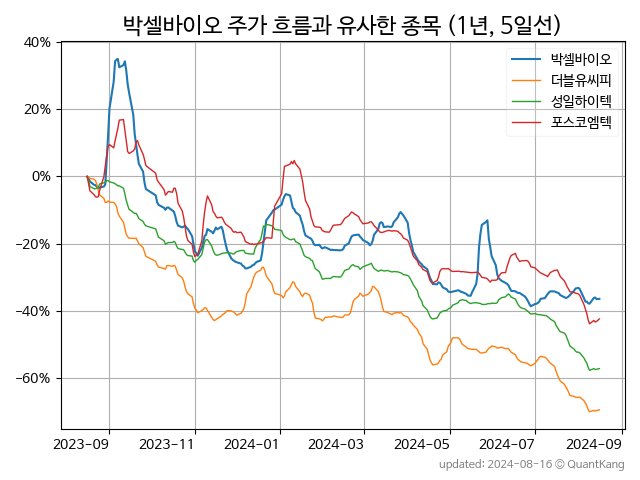 박셀바이오 주가 흐름과 유사한 종목 (1년, 5일선)
40%
20%
0%
−20%
−40%
−60%
박셀바이오
더블유씨피
성일하이텍
포스코엠텍
2023-09 2023-11 2024-01 2024-03 2024-05 2024-07 2024-09
updated: 2024-08-16 © QuantKang